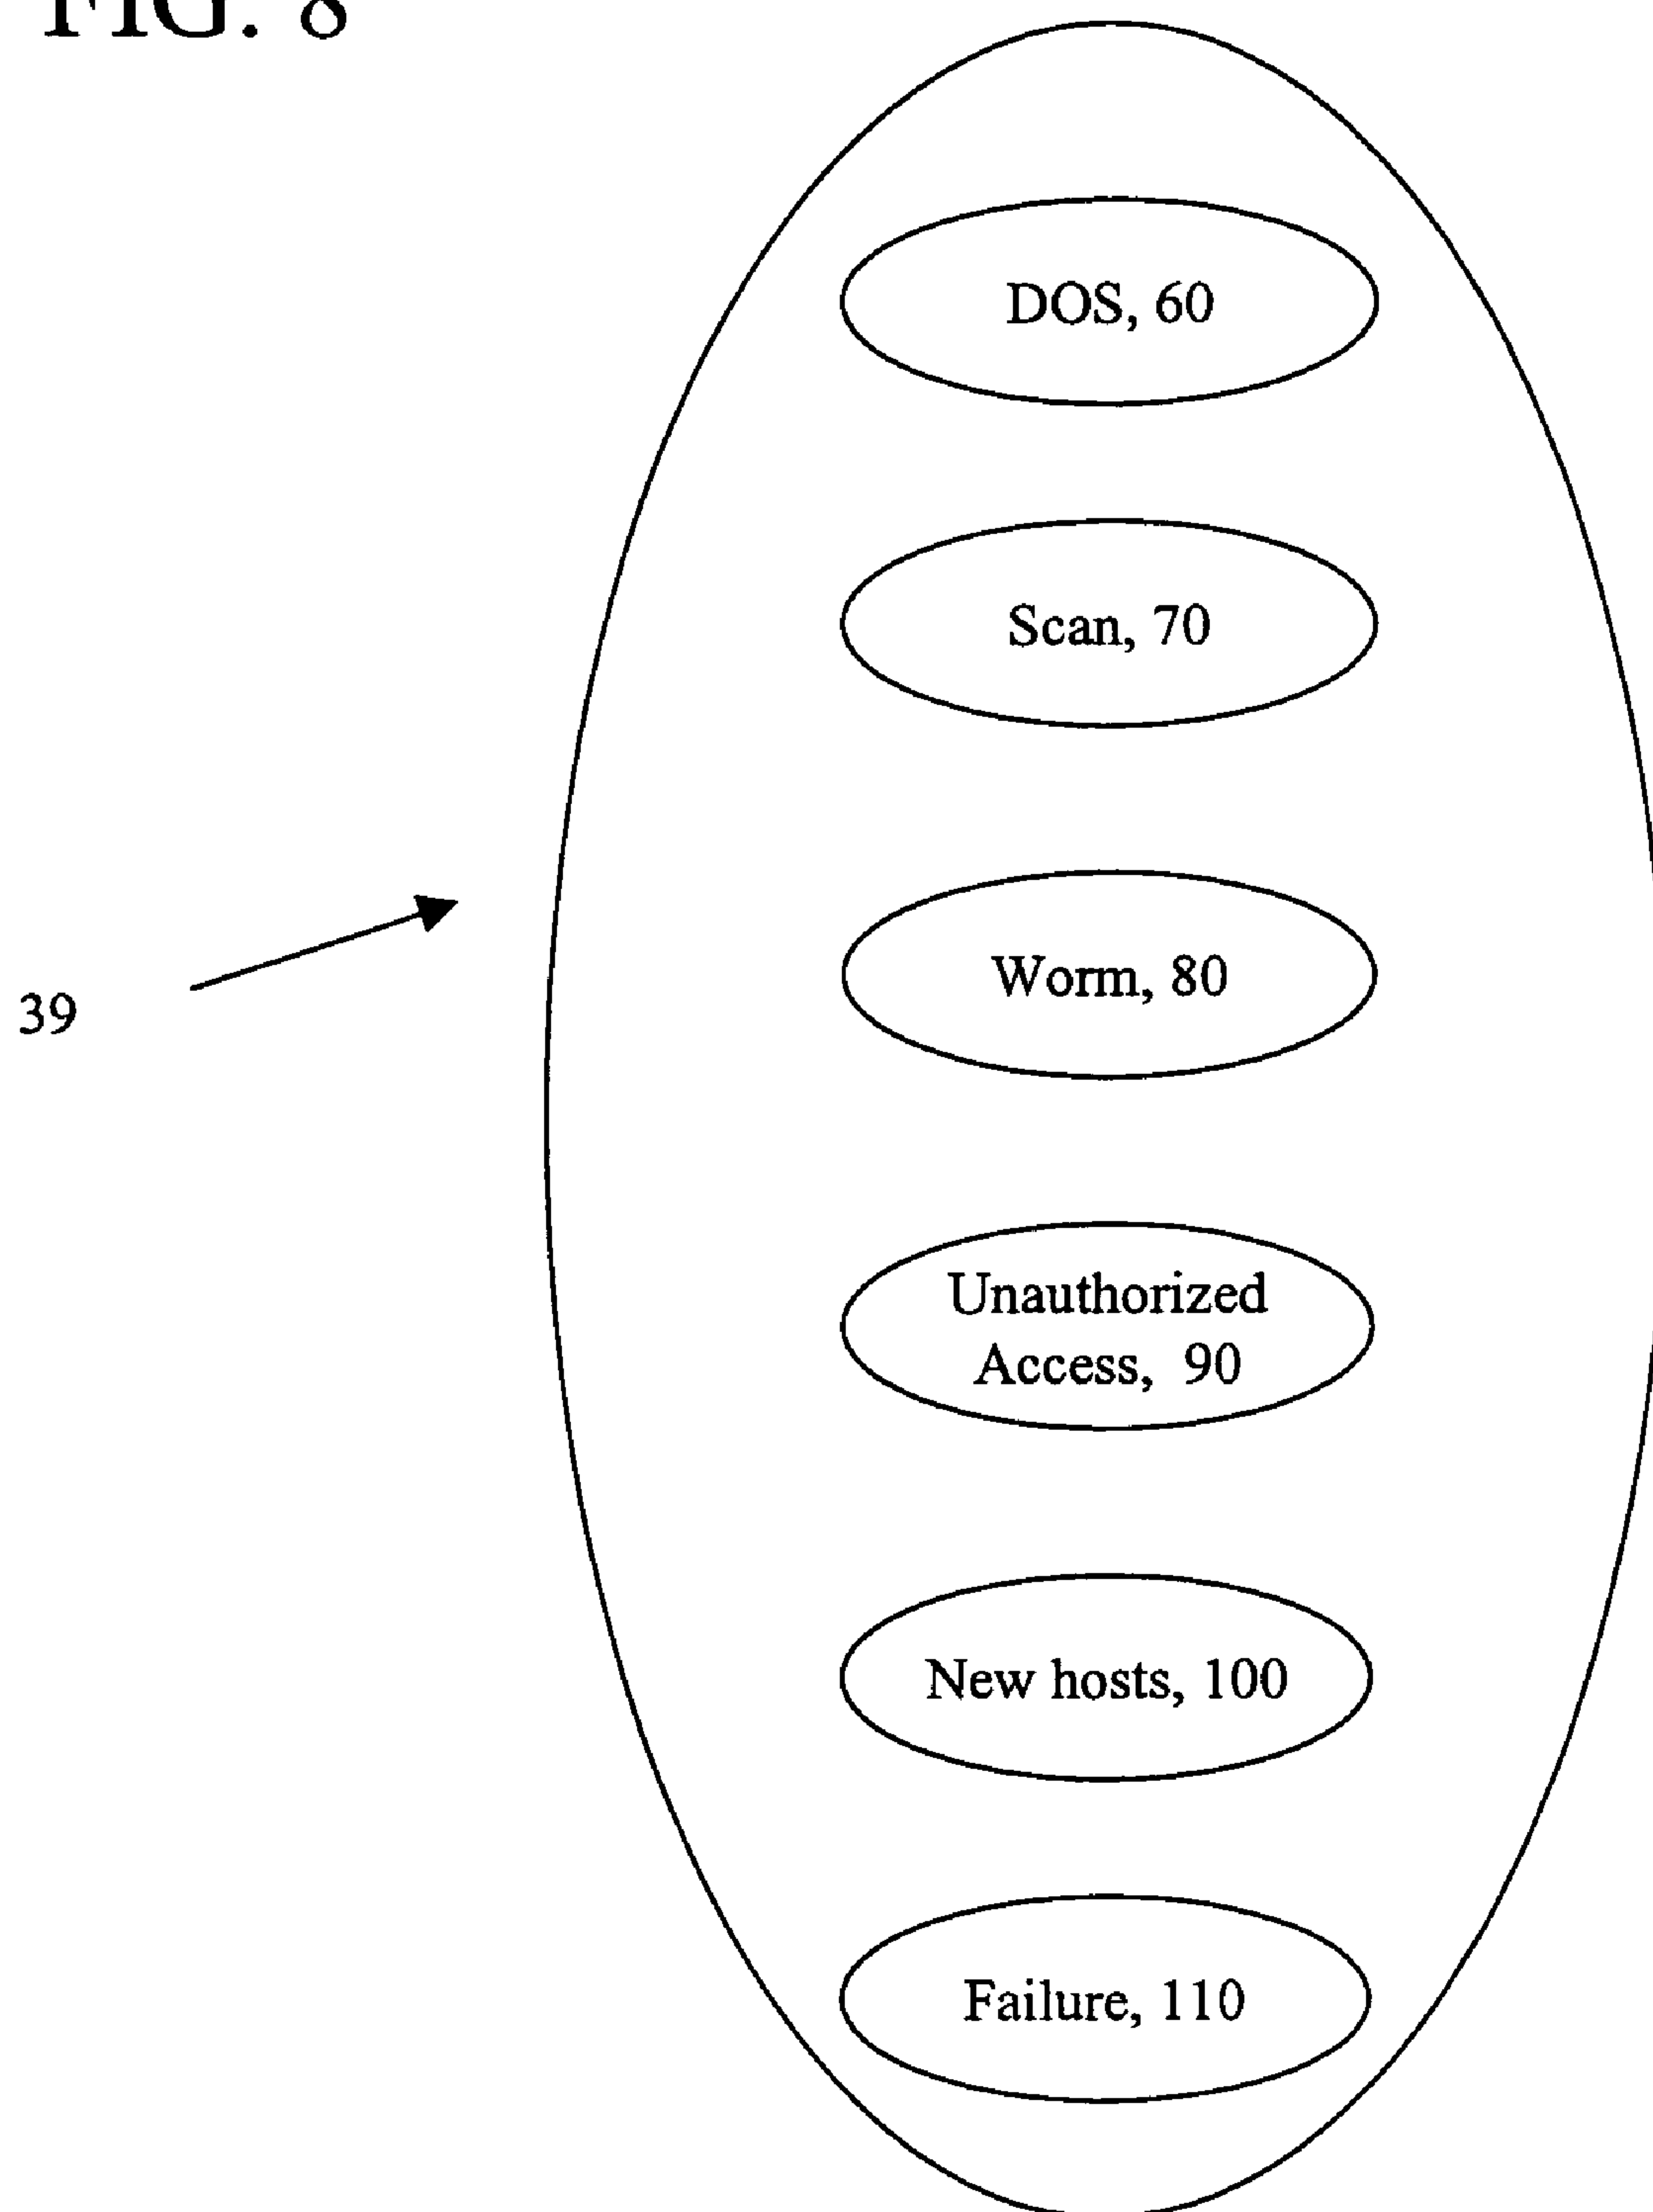 FIG. 8
DOS, 60
Scan, 70
Worm, 80
39
Unauthorized
Access, 90
New hosts, 100
Failure, 110